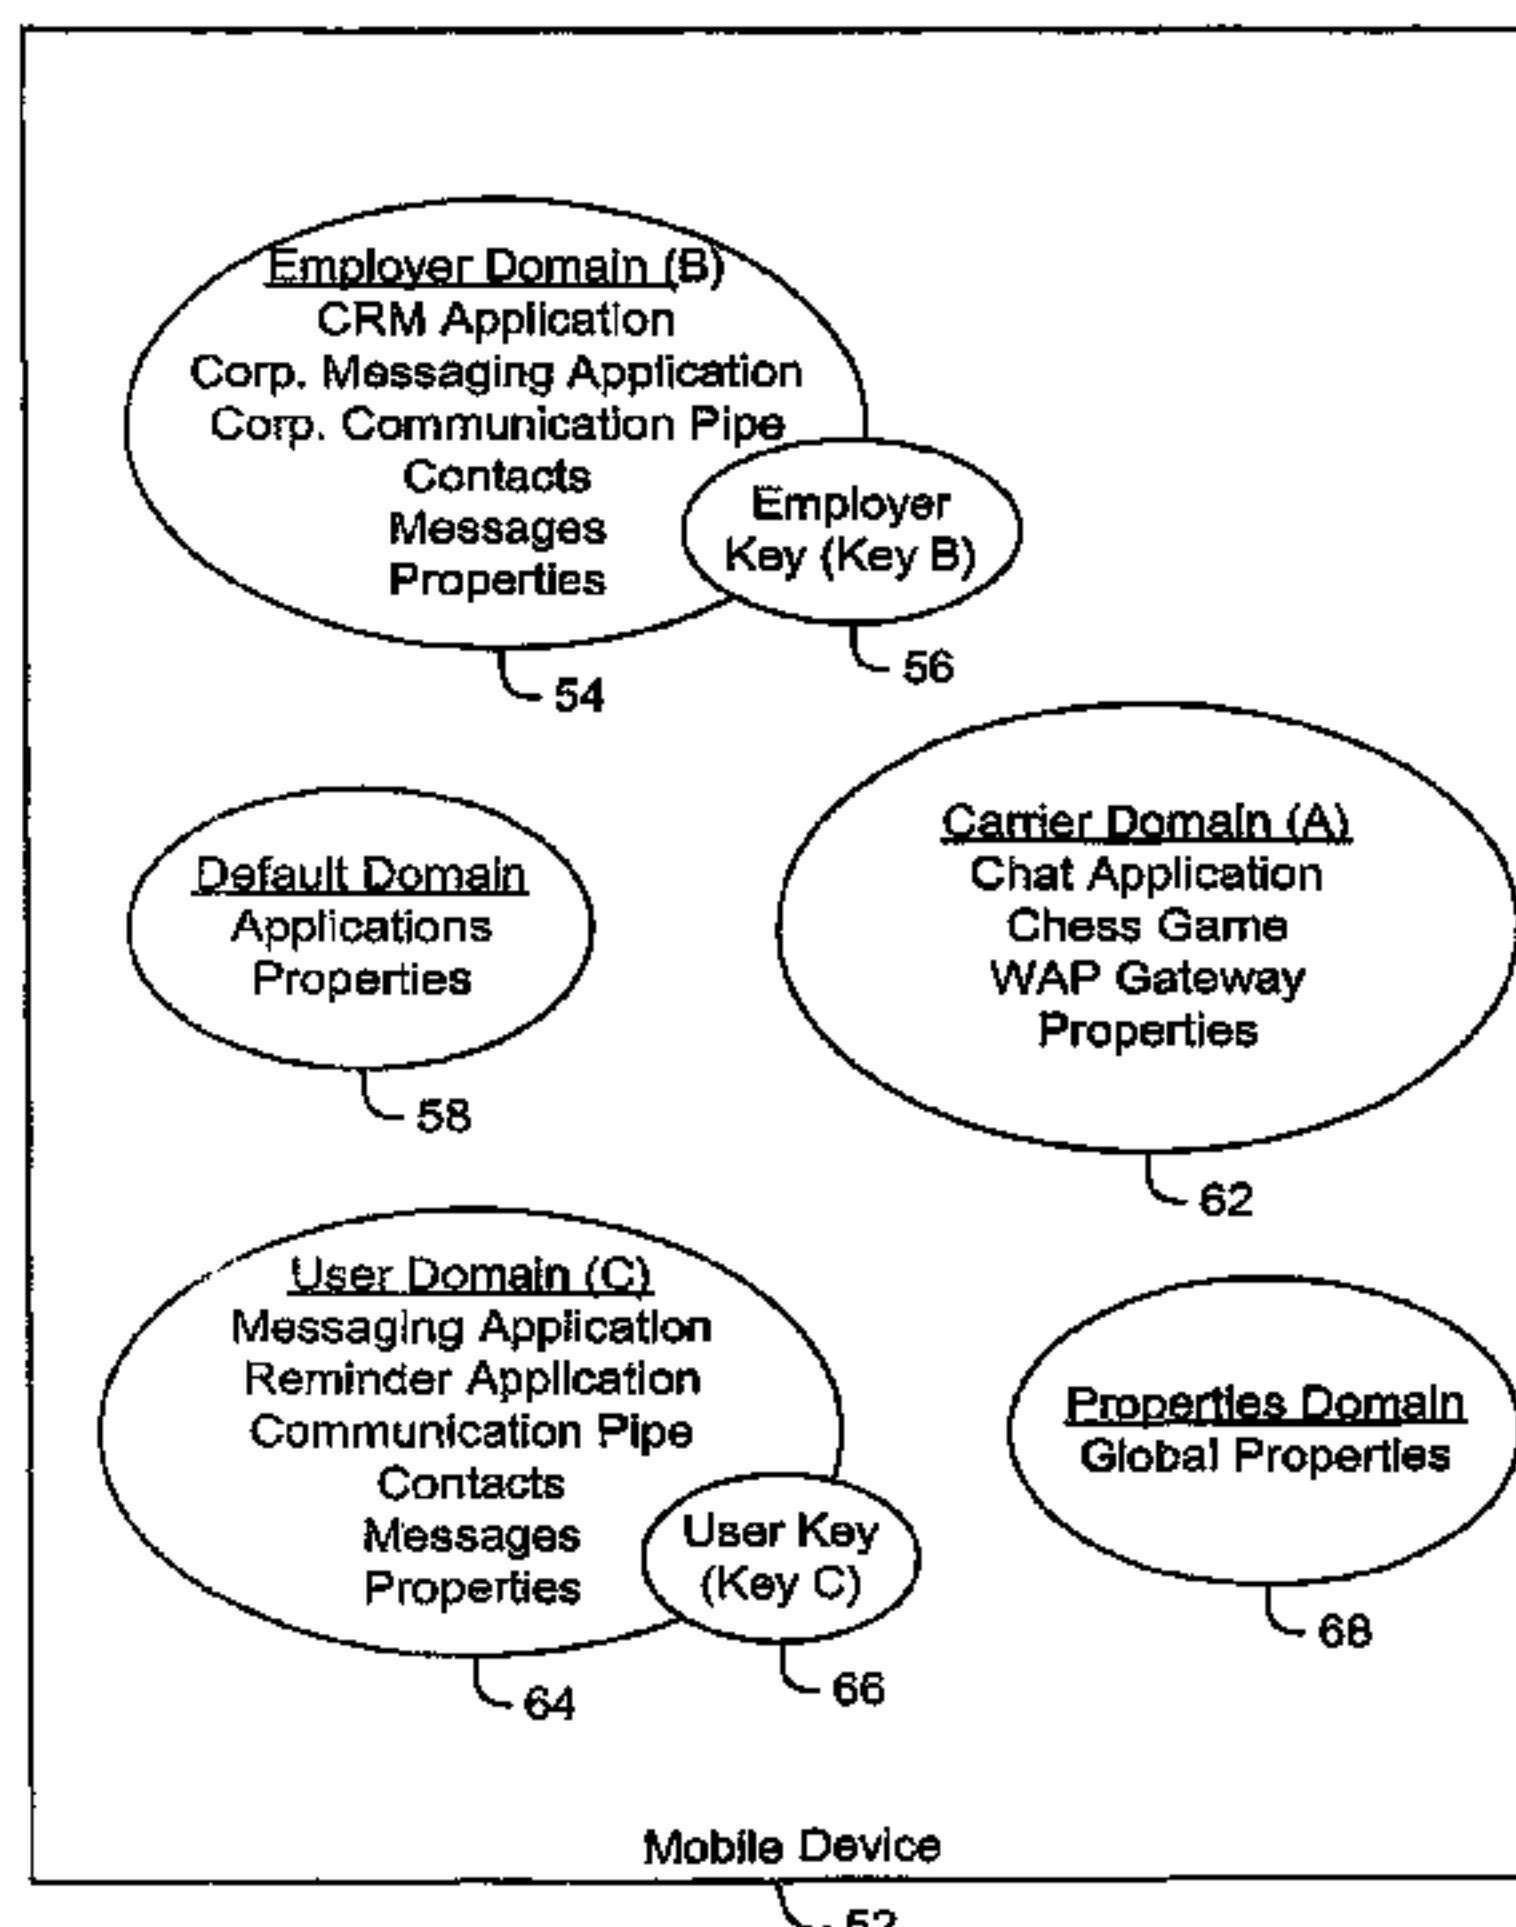 Employer Domain (B)
CRM Application
Corp. Messaging Application
Corp. Communication Pipe
Contacts
Messages
Properties
Employer
Key (Key B)
56
54
Default Domain
Applications
Properties
58
Carrier Domain (A)
Chat Application
Chess Game
WAP Gateway
Properties
62
User Domain (C)
Messaging Application
Reminder Application
Communication Pipe
Contacts
Messages
Properties
User Key
(Key C)
66
64
Properties Domain
Global Properties
68
Mobile Device
52